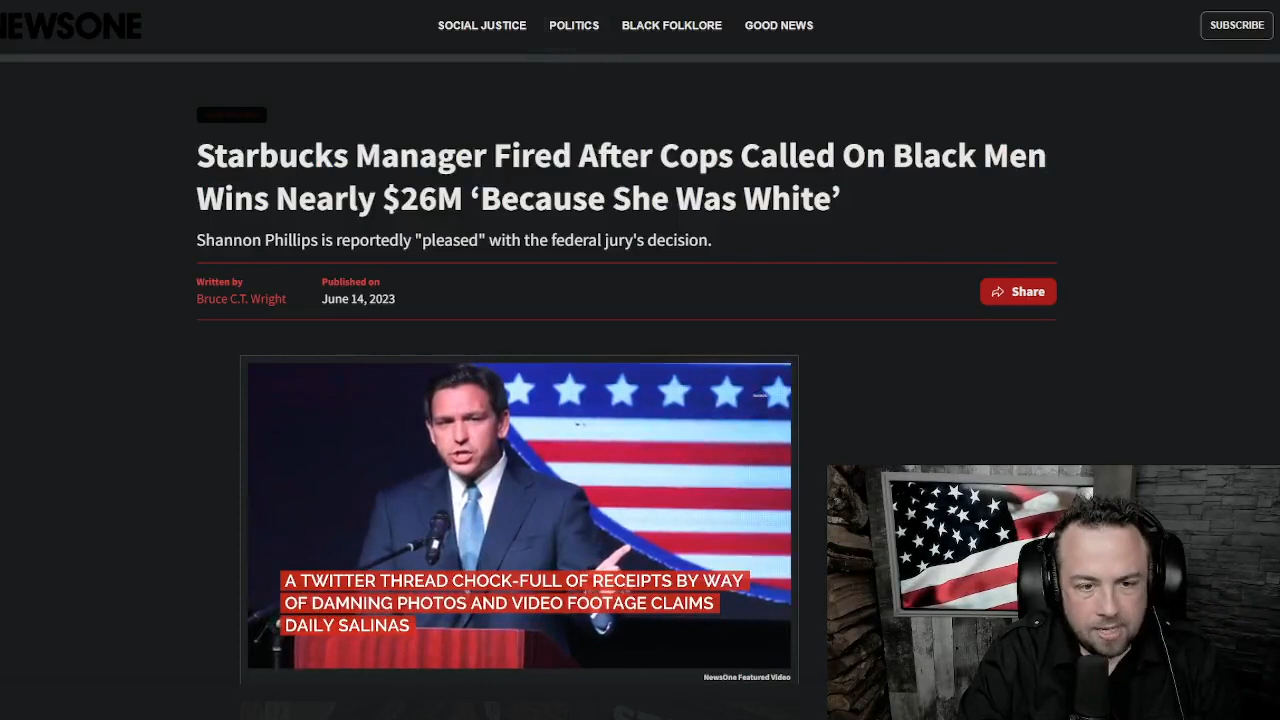 NEWSONE
SOCIAL JUSTICE
POLITICS
BLACK FOLKLORE
GOOD NEWS
SUBSCRIBE
Starbucks Manager Fired After Cops Called On Black Men
Wins Nearly $26M ‘Because She Was White’
Shannon Phillips is reportedly "pleased" with the federal jury's decision.
Written by
Bruce C.T. Wright
Published on
June 14, 2023
Share
A TWITTER THREAD CHOCK-FULL OF RECEIPTS BY WAY
OF DAMNING PHOTOS AND VIDEO FOOTAGE CLAIMS
DAILY SALINAS
NewsOne Featured Video